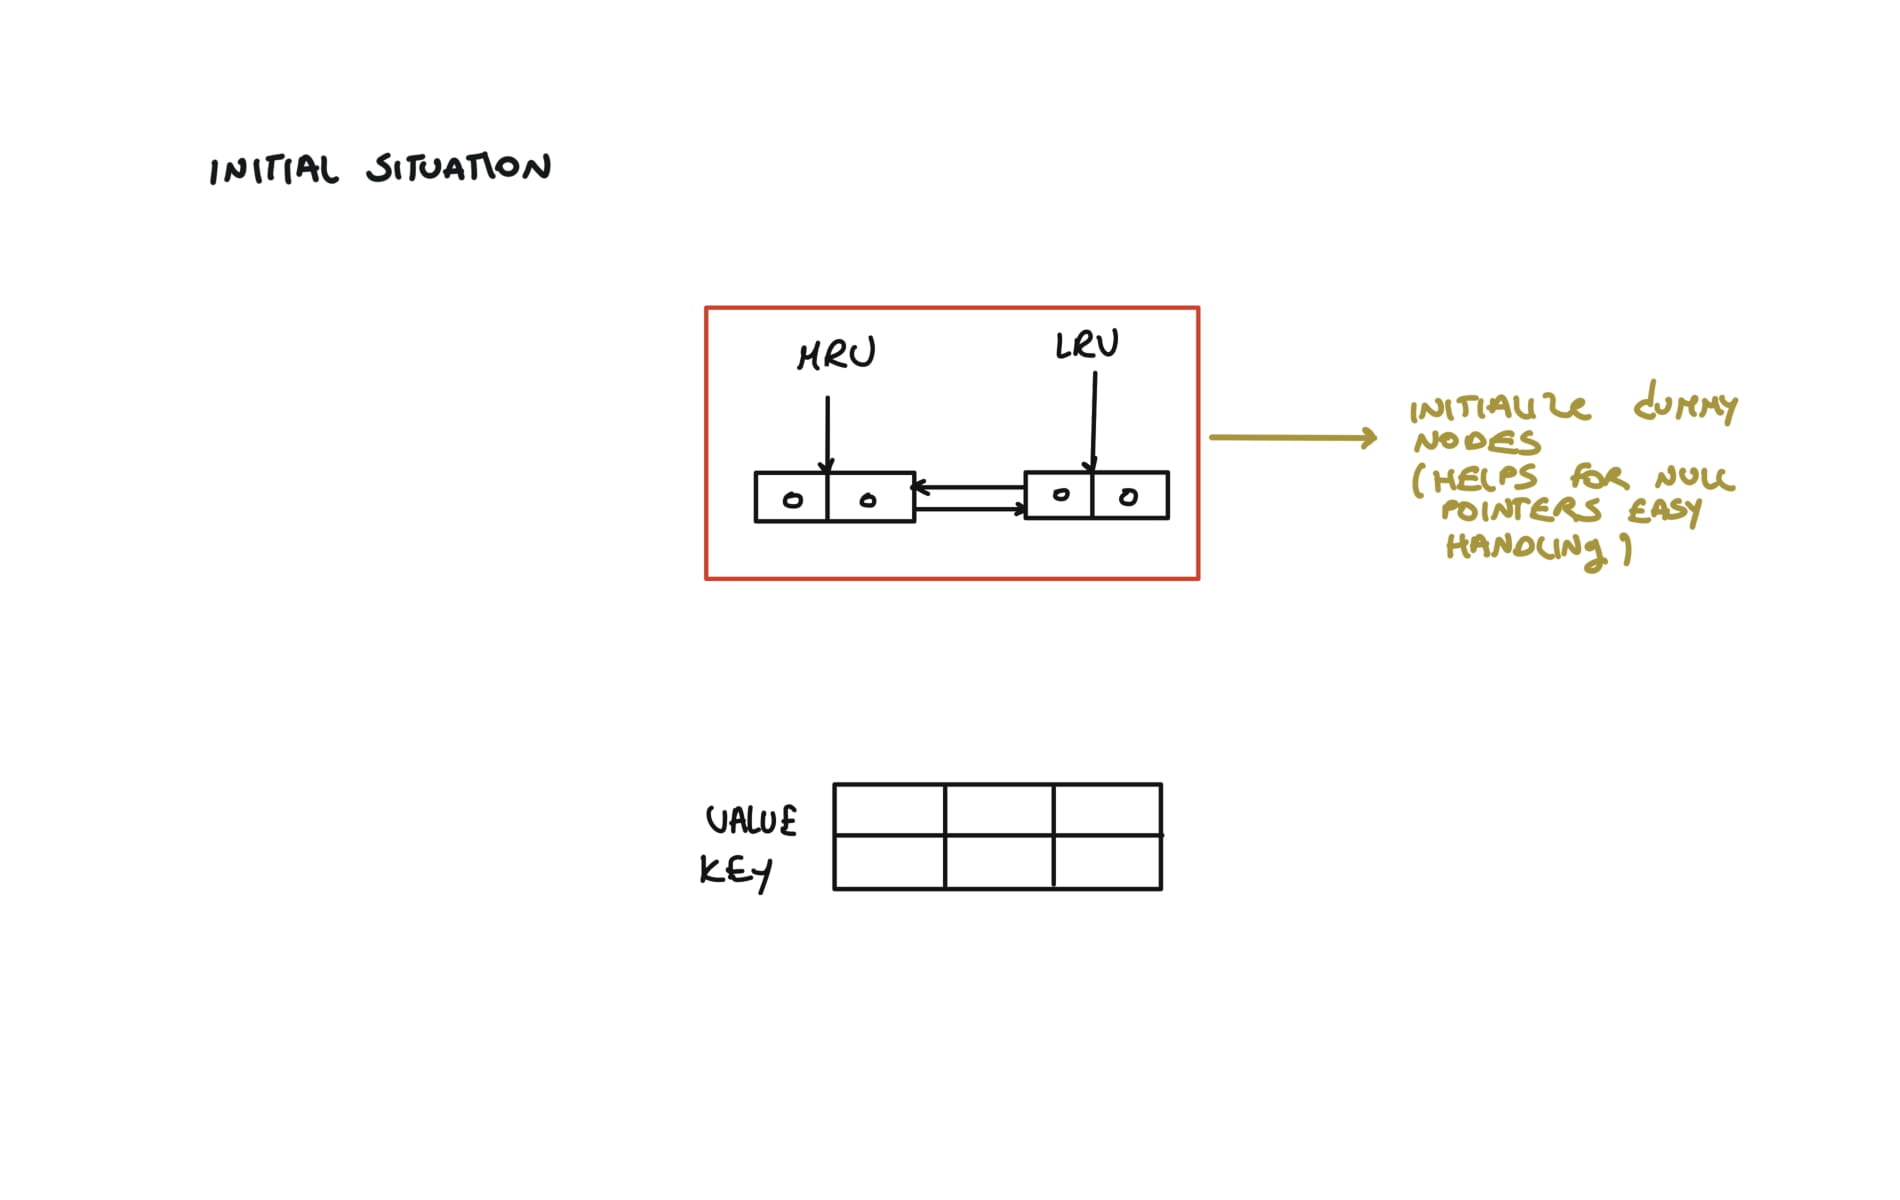 INITIAL SITUATION
MRU
LRU
0 0
0 0
INITIALIZE DUMMY
NODES
(HELPS FOR NULL
POINTERS EASY
HANDLING)
VALUE
KEY